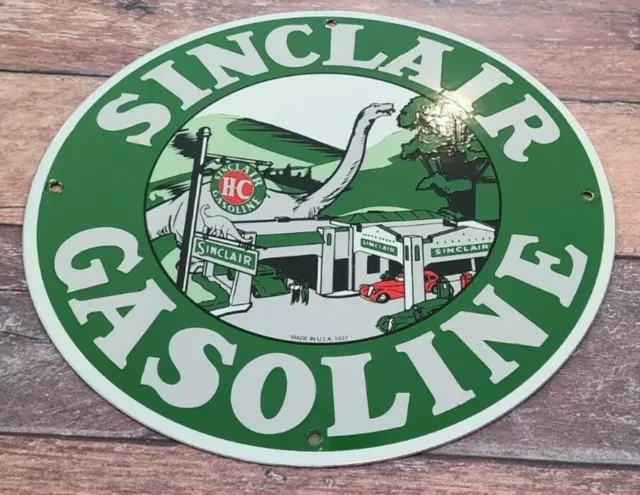 SINCLAIR
SINCLAIR
H-C
GASOLINE
SINCLAIR
SINCLAIR
SINCLAIR
MADE IN U.S.A. 1937
GASOLINE